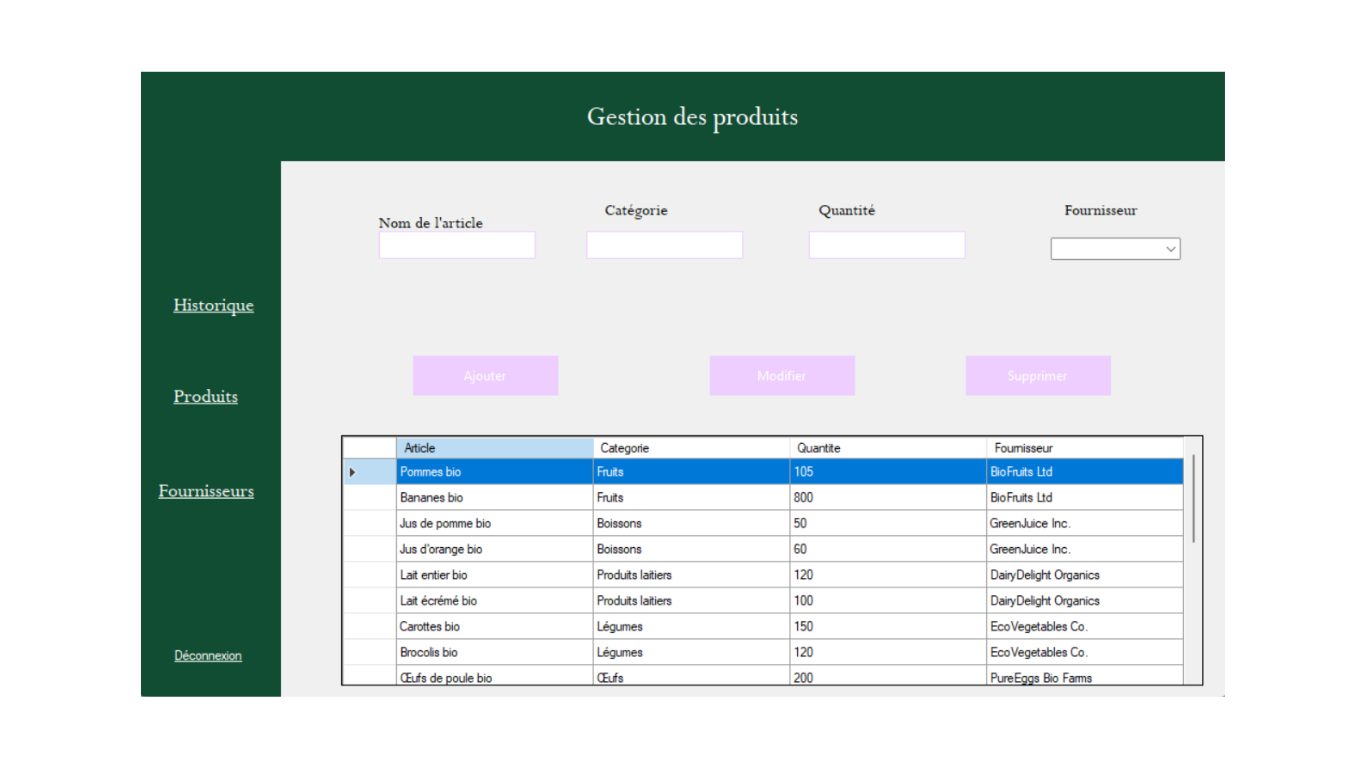 Gestion des produits
Nom de l'article
Catégorie
Quantité
Fournisseur
Historique
Produits
Fournisseurs
Déconnexion
Ajouter
Modifier
Supprimer
Article Categorie Quantite Fournisseur
Pommes bio Fruits 105 BioFruits Ltd
Bananes bio Fruits 800 BioFruits Ltd
Jus de pomme bio Boissons 50 GreenJuice Inc.
Jus d'orange bio Boissons 60 GreenJuice Inc.
Lait entier bio Produits laitiers 120 DairyDelight Organics
Lait écrémé bio Produits laitiers 100 DairyDelight Organics
Carottes bio Légumes 150 EcoVegetables Co.
Brocolis bio Légumes 120 EcoVegetables Co.
Œufs de poule bio Œufs 200 PureEggs Bio Farms